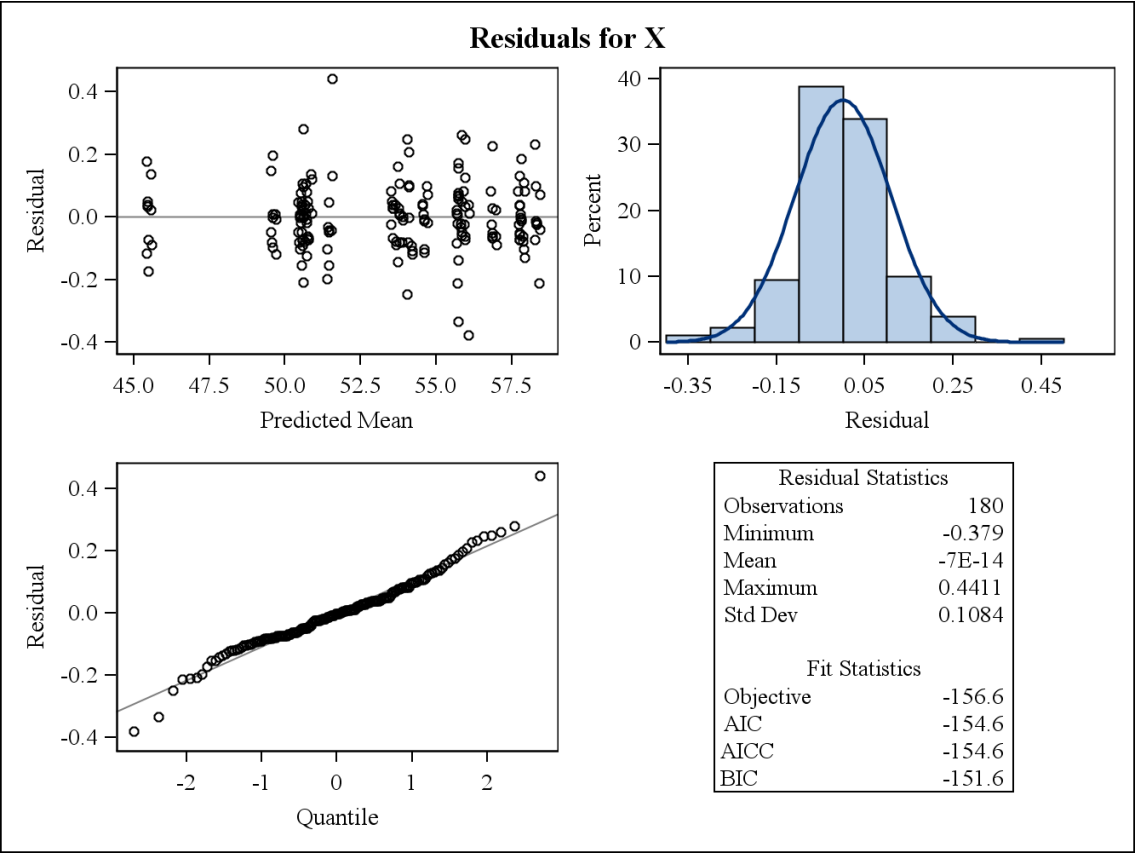 Residuals for X
0.4
0.2
0.0
-0.2
-0.4
Residual
45.0 47.5 50.0 52.5 55.0 57.5
Predicted Mean
40
30
20
10
0
Percent
-0.35 -0.15 0.05 0.25 0.45
Residual
0.4
0.2
0.0
-0.2
-0.4
Residual
-2 -1 0 1 2
Quantile
Residual Statistics
Observations 180
Minimum -0.379
Mean -7E-14
Maximum 0.4411
Std Dev 0.1084
Fit Statistics
Objective -156.6
AIC -154.6
AICC -154.6
BIC -151.6